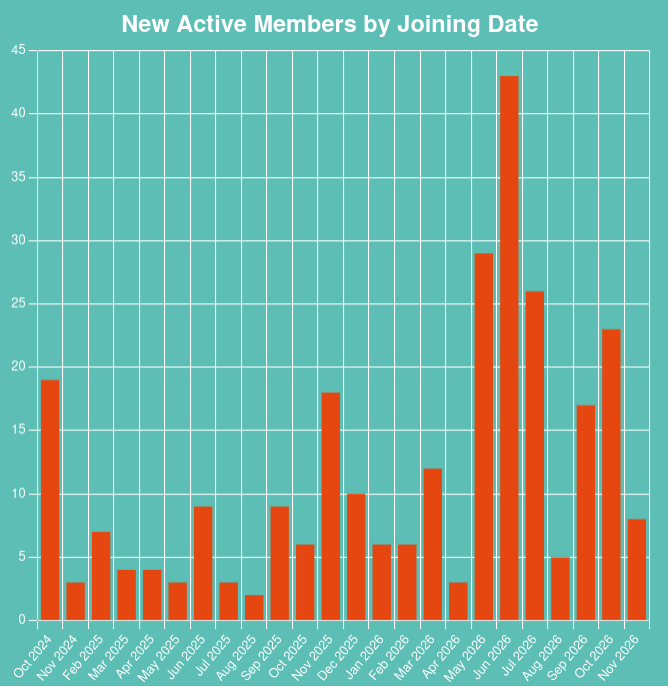 New Active Members by Joining Date
45
40
35
30
25
20
15
10
5
0
Oct 2024
Nov 2024
Feb 2025
Mar 2025
Apr 2025
May 2025
Jun 2025
Jul 2025
Aug 2025
Sep 2025
Oct 2025
Nov 2025
Dec 2025
Jan 2026
Feb 2026
Mar 2026
Apr 2026
May 2026
Jun 2026
Jul 2026
Aug 2026
Sep 2026
Oct 2026
Nov 2026